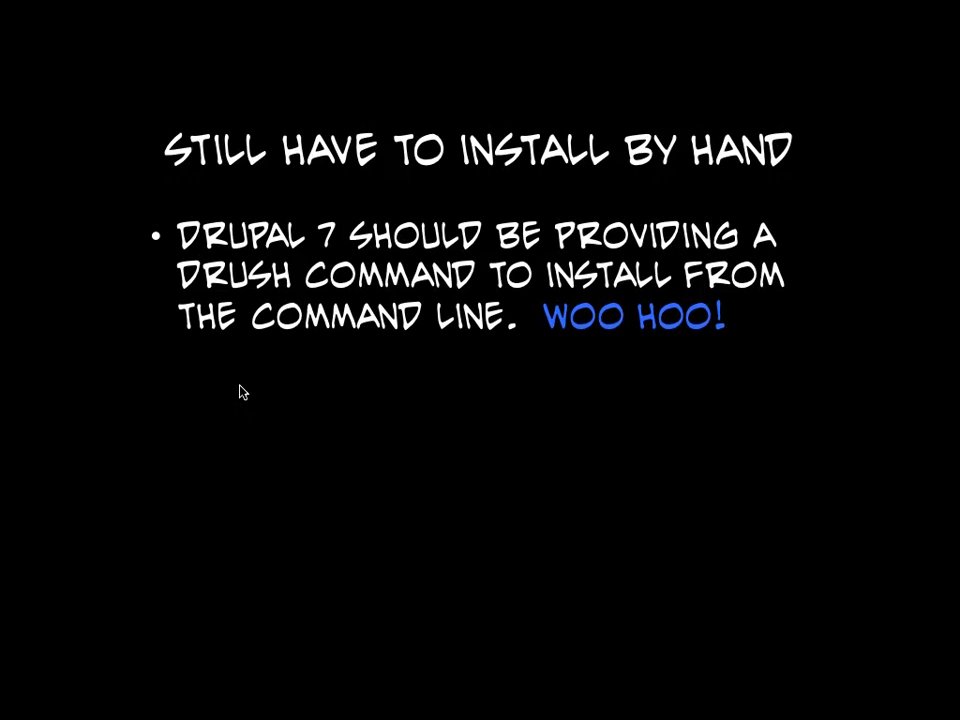 STILL HAVE TO INSTALL BY HAND
• DRUPAL 7 SHOULD BE PROVIDING A
DRUSH COMMAND TO INSTALL FROM
THE COMMAND LINE. WOO HOO!